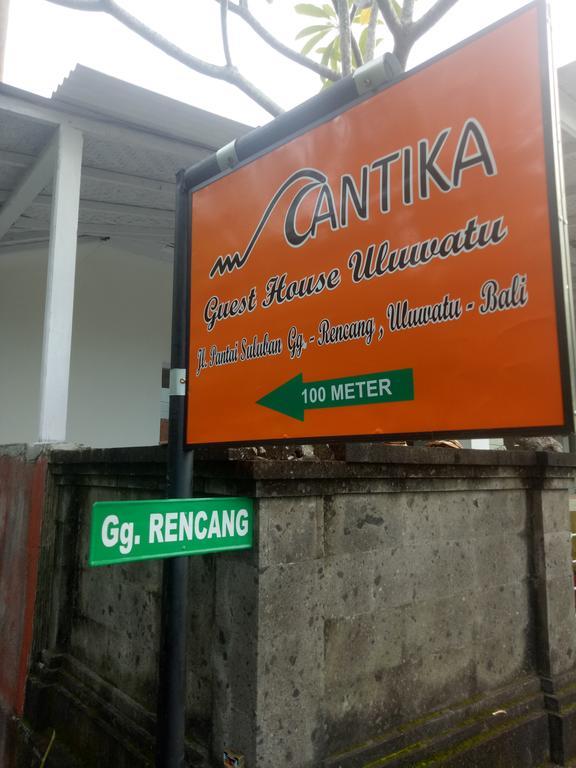 CANTIKA
Guest House Uluwatu
Jl. Pantai Suluban Gg. - Rencang , Uluwatu - Bali
100 METER
Gg. RENCANG